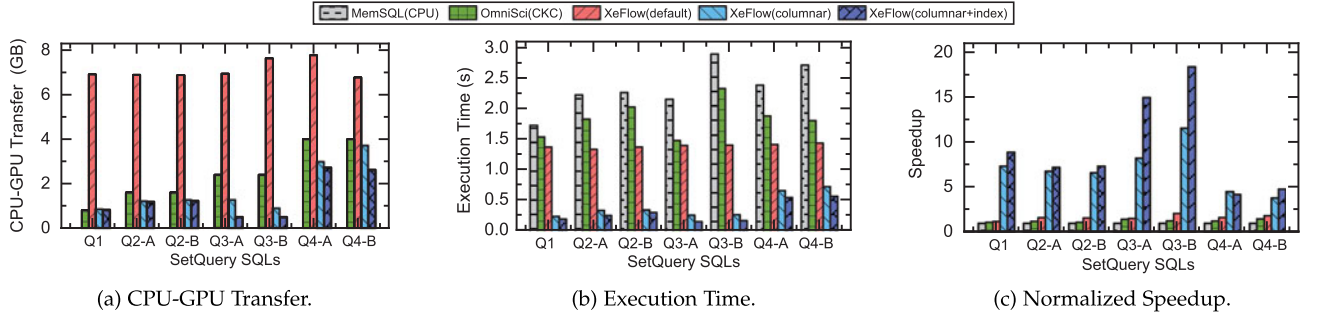 MemSQL(CPU) OmniSci(CKC) XeFlow(default) XeFlow(columnar) XeFlow(columnar+index)
CPU-GPU Transfer (GB)
8
6
4
2
0
Q1 Q2-A Q2-B Q3-A Q3-B Q4-A Q4-B
SetQuery SQLs
(a) CPU-GPU Transfer.
Execution Time (s)
3.0
2.5
2.0
1.5
1.0
0.5
0.0
Q1 Q2-A Q2-B Q3-A Q3-B Q4-A Q4-B
SetQuery SQLs
(b) Execution Time.
Speedup
20
15
10
5
0
Q1 Q2-A Q2-B Q3-A Q3-B Q4-A Q4-B
SetQuery SQLs
(c) Normalized Speedup.